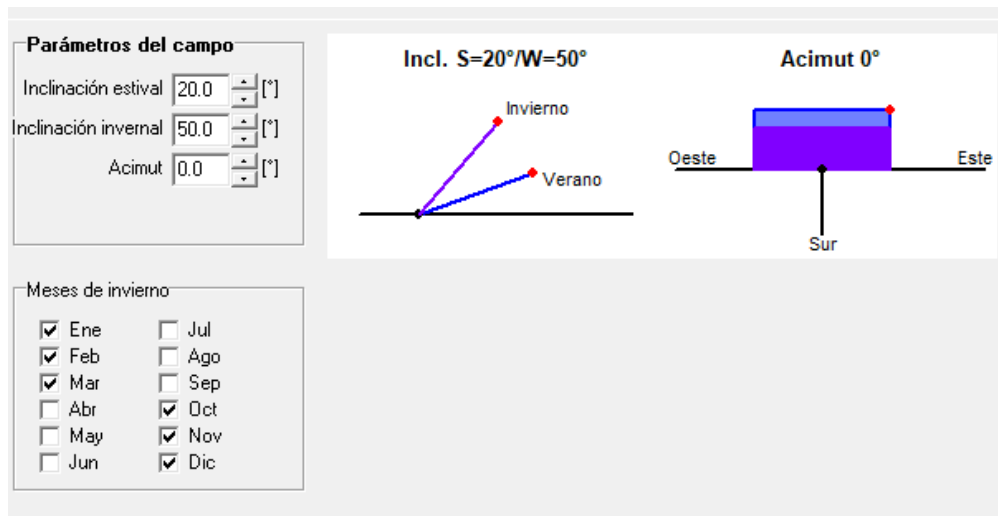 Parámetros del campo
Inclinación estival 20.0 [°]
Inclinación invernal 50.0 [°]
Acimut 0.0 [°]
Incl. S=20°/W=50°
Invierno
Verano
Acimut 0°
Oeste
Este
Sur
Meses de invierno
Ene
Feb
Mar
Abr
May
Jun
Jul
Ago
Sep
Oct
Nov
Dic